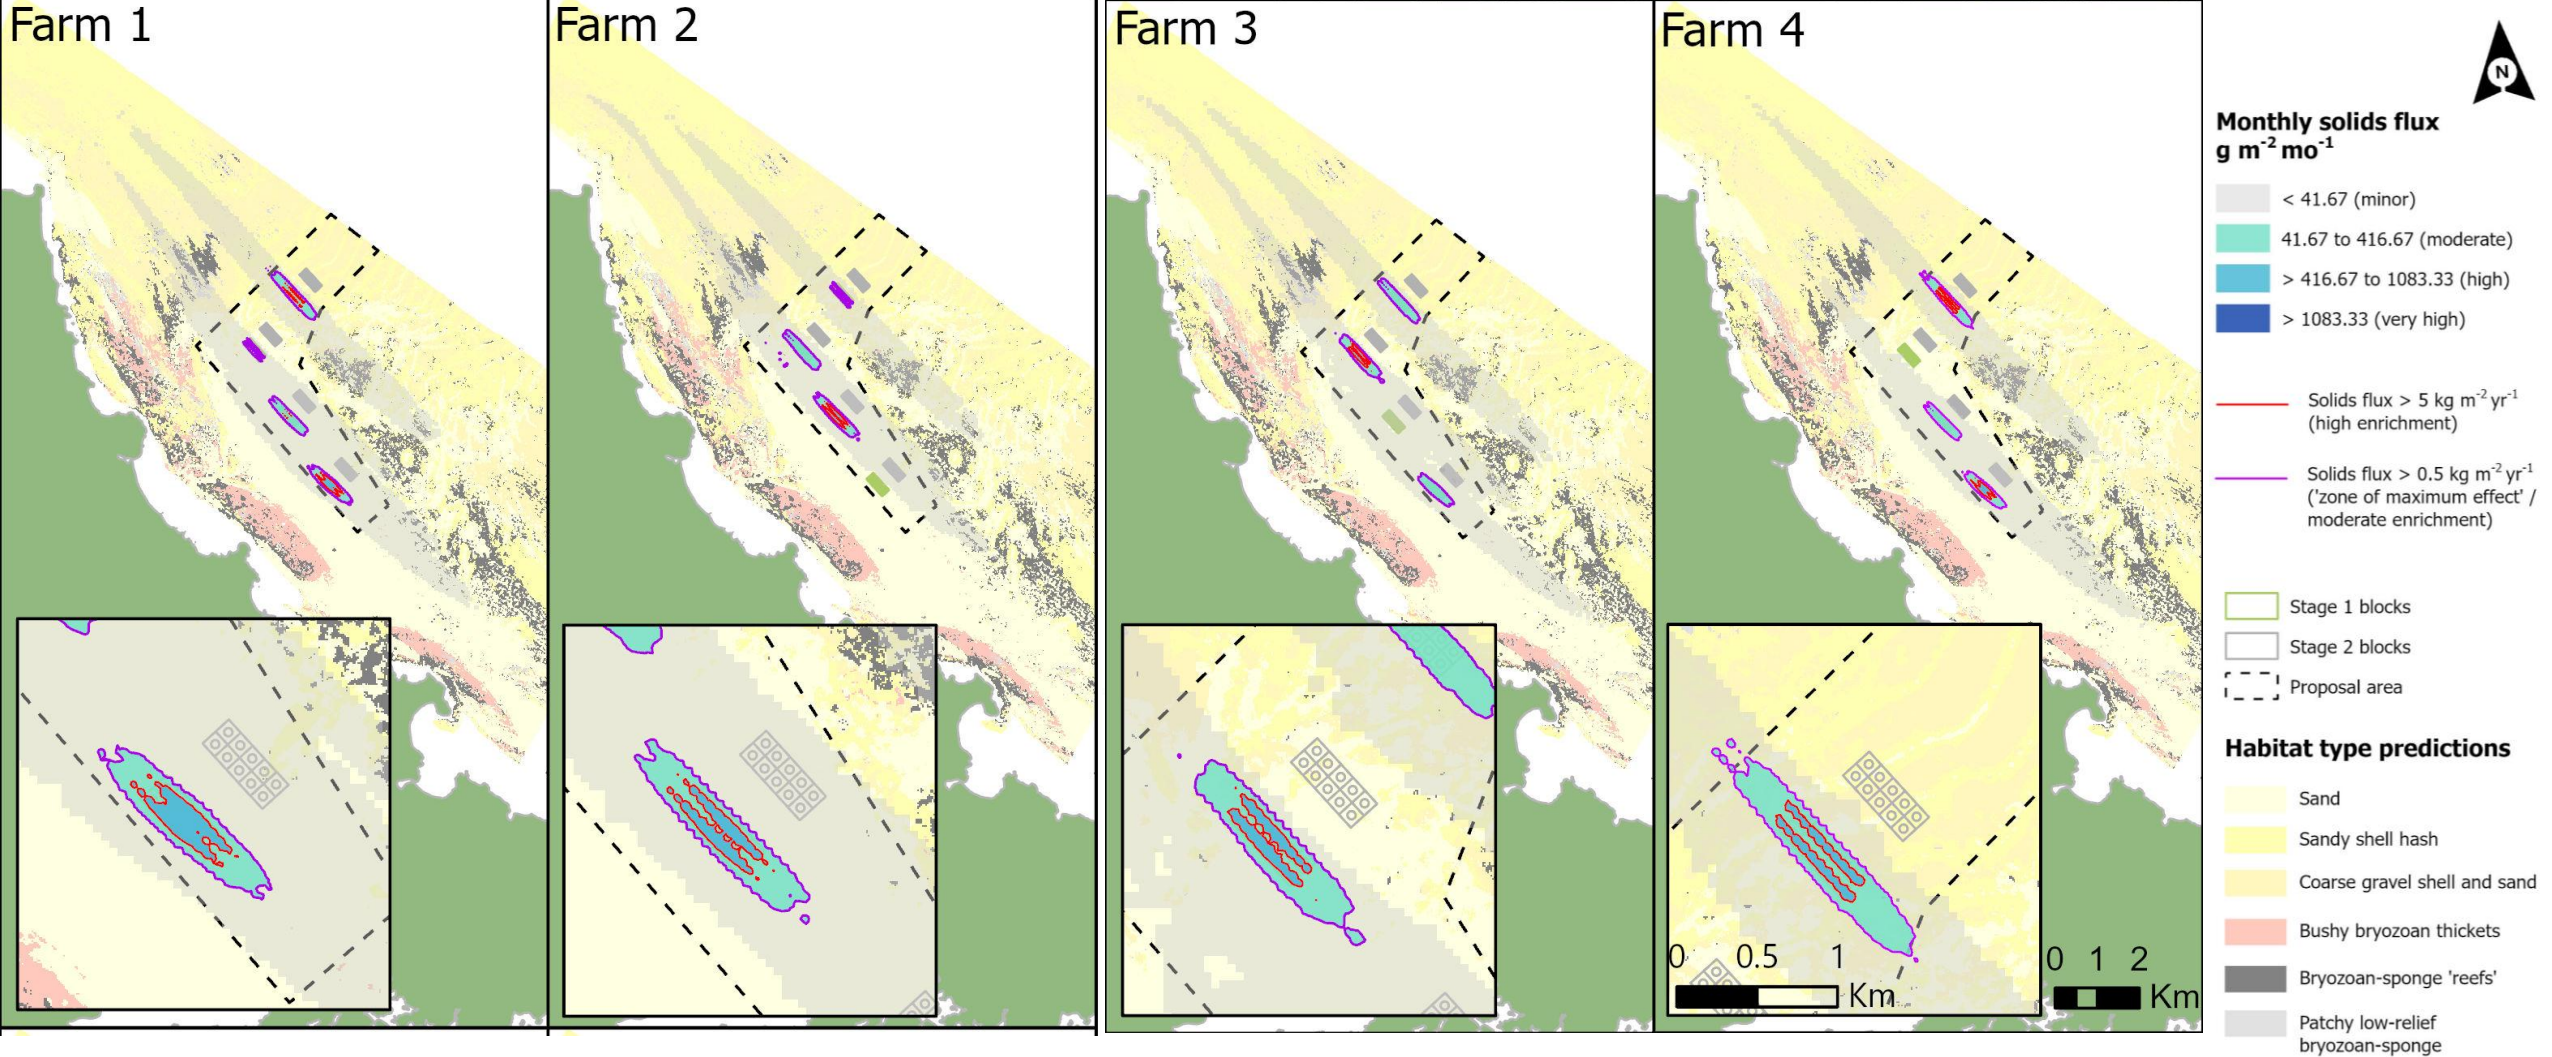 Farm 1
Farm 2
Farm 3
Farm 4
N
Monthly solids flux
g m⁻² mo⁻¹
< 41.67 (minor)
41.67 to 416.67 (moderate)
> 416.67 to 1083.33 (high)
> 1083.33 (very high)
Solids flux > 5 kg m⁻² yr⁻¹
(high enrichment)
Solids flux > 0.5 kg m⁻² yr⁻¹
('zone of maximum effect' /
moderate enrichment)
Stage 1 blocks
Stage 2 blocks
Proposal area
Habitat type predictions
Sand
Sandy shell hash
Coarse gravel shell and sand
Bushy bryozoan thickets
Bryozoan-sponge 'reefs'
Patchy low-relief
bryozoan-sponge
0 0.5 1
Km
0 1 2
Km